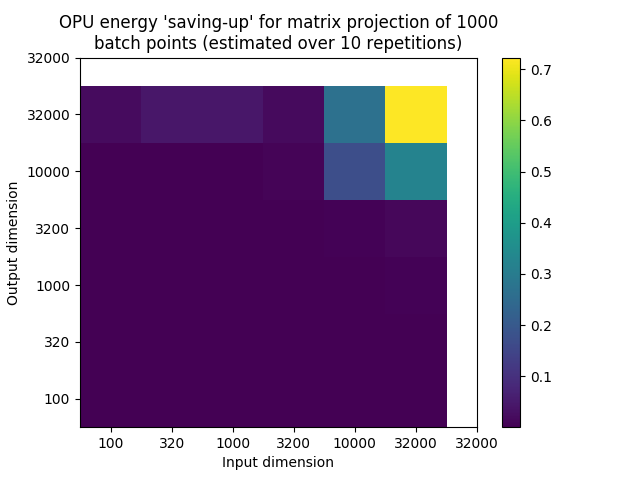 OPU energy 'saving-up' for matrix projection of 1000
batch points (estimated over 10 repetitions)
32000
32000
10000
3200
1000
320
100
Output dimension
100 320 1000 3200 10000 32000 32000
Input dimension
0.7
0.6
0.5
0.4
0.3
0.2
0.1